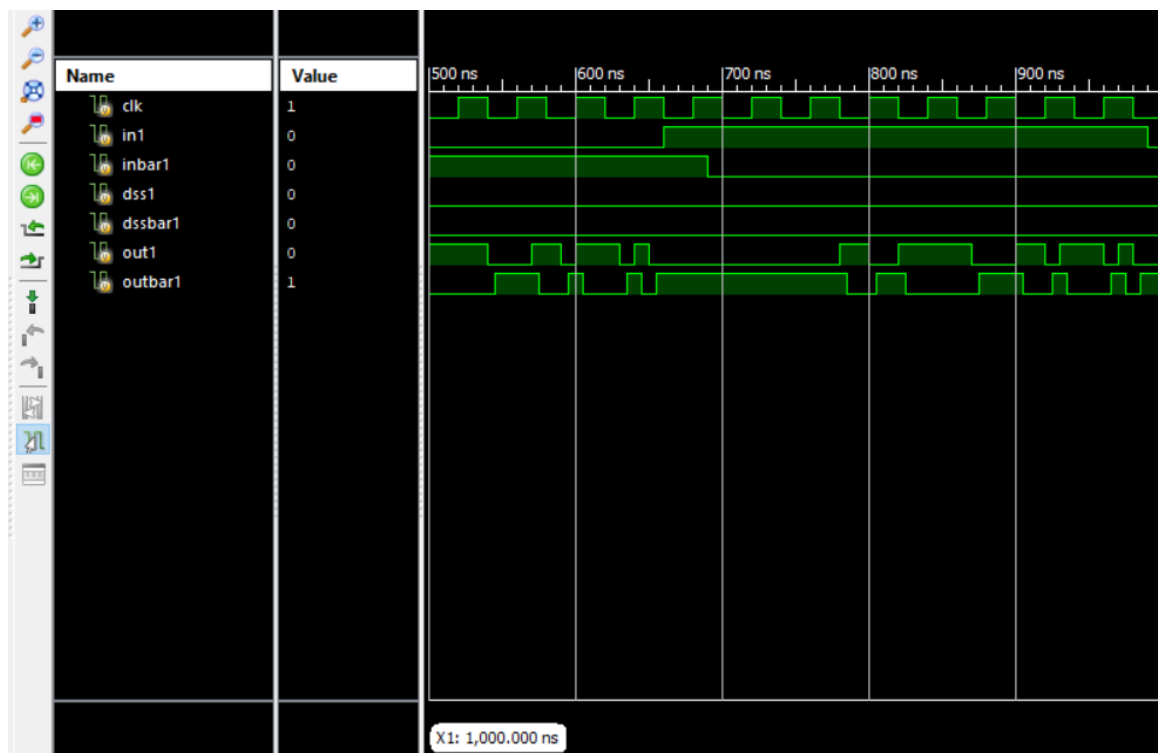 Name Value 500 ns 600 ns 700 ns 800 ns 900 ns
clk 1
in1 0
inbar1 0
dss1 0
dssbar1 0
out1 0
outbar1 1
X1: 1,000.000 ns